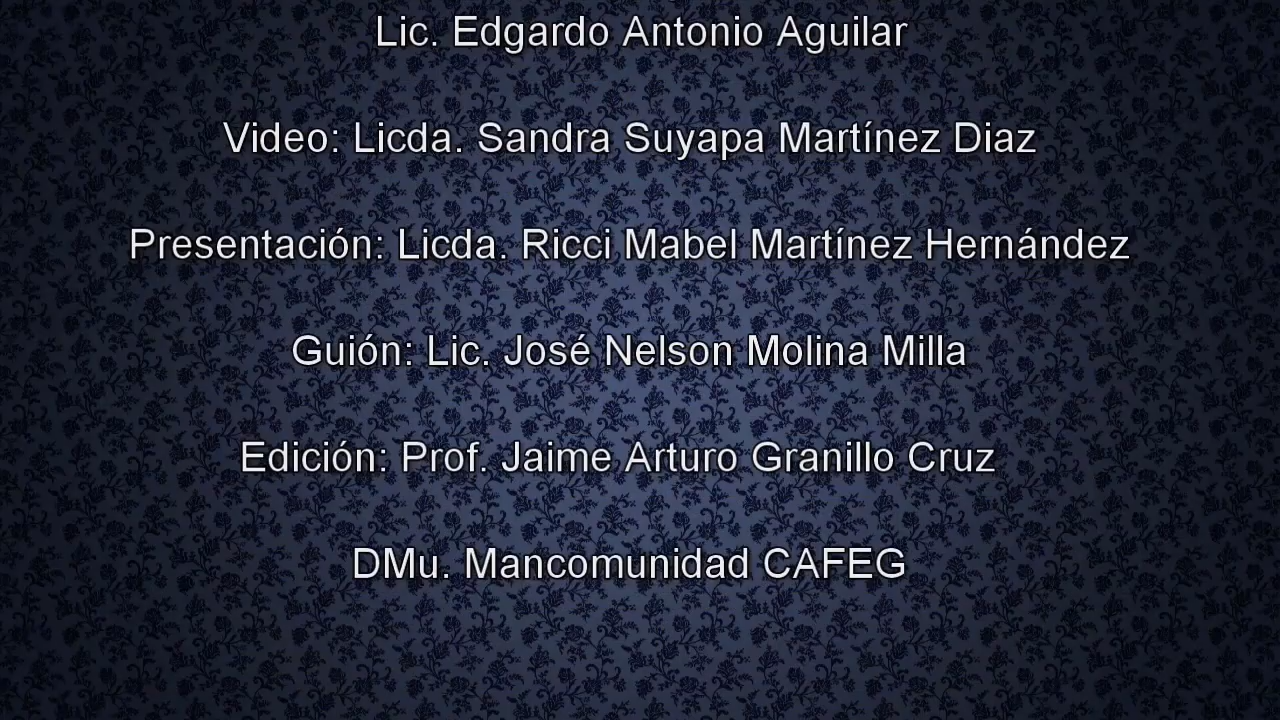 Lic. Edgardo Antonio Aguilar
Video: Licda. Sandra Suyapa Martínez Diaz
Presentación: Licda. Ricci Mabel Martínez Hernández
Guión: Lic. José Nelson Molina Milla
Edición: Prof. Jaime Arturo Granillo Cruz
DMu. Mancomunidad CAFEG